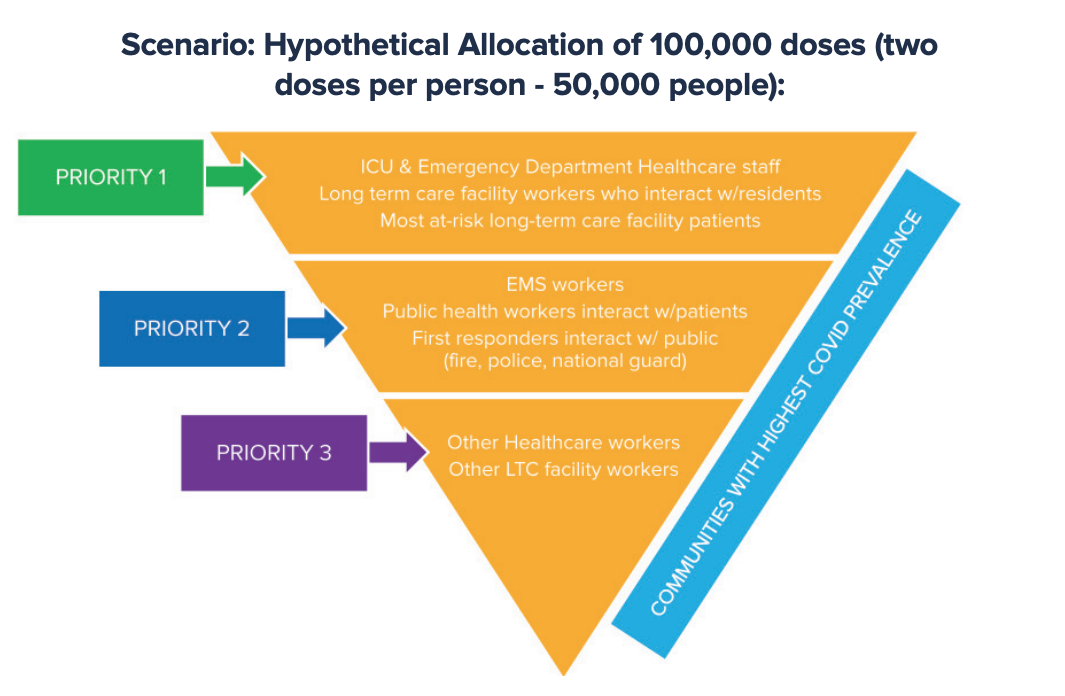 Scenario: Hypothetical Allocation of 100,000 doses (two
doses per person - 50,000 people):
PRIORITY 1
ICU & Emergency Department Healthcare staff
Long term care facility workers who interact w/residents
Most at-risk long-term care facility patients
PRIORITY 2
EMS workers
Public health workers interact w/patients
First responders interact w/ public
(fire, police, national guard)
PRIORITY 3
Other Healthcare workers
Other LTC facility workers
COMMUNITIES WITH HIGHEST COVID PREVALENCE